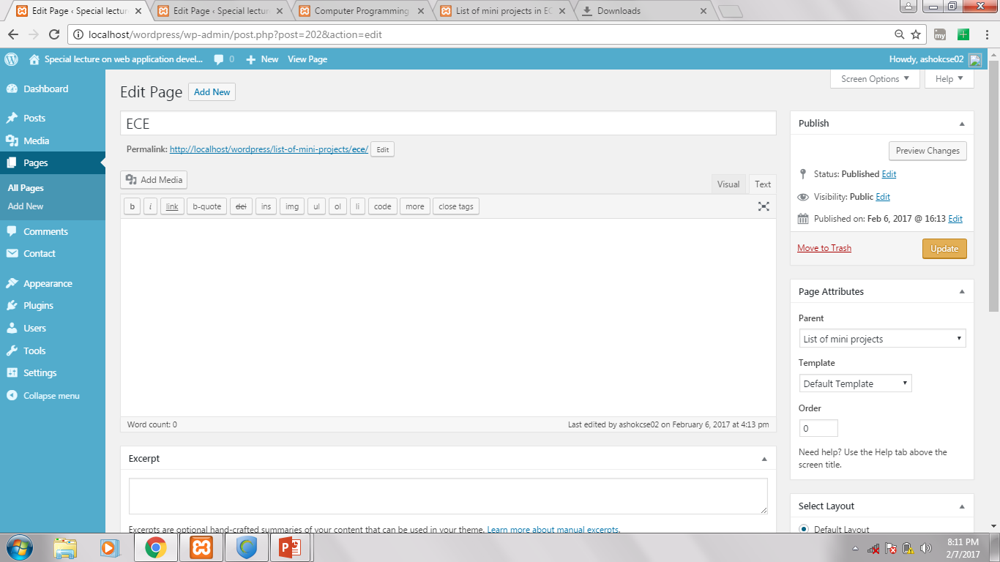 Edit Page ‹ Special lectur
Edit Page ‹ Special lectur
Computer Programming
List of mini projects in EC
Downloads
localhost/wordpress/wp-admin/post.php?post=202&action=edit
my
Special lecture on web application devel...
0
New
View Page
Howdy, ashokcse02
Dashboard
Posts
Media
Pages
All Pages
Add New
Comments
Contact
Appearance
Plugins
Users
Tools
Settings
Collapse menu
Screen Options
Help
Edit Page
Add New
ECE
Permalink: http://localhost/wordpress/list-of-mini-projects/ece/
Edit
Add Media
Visual
Text
b
i
link
b-quote
del
ins
img
ul
ol
li
code
more
close tags
Word count: 0
Last edited by ashokcse02 on February 6, 2017 at 4:13 pm
Excerpt
Excerpts are optional hand-crafted summaries of your content that can be used in your theme. Learn more about manual excerpts.
Publish
Preview Changes
Status: Published Edit
Visibility: Public Edit
Published on: Feb 6, 2017 @ 16:13 Edit
Move to Trash
Update
Page Attributes
Parent
List of mini projects
Template
Default Template
Order
0
Need help? Use the Help tab above the
screen title.
Select Layout
Default Layout
8:11 PM
2/7/2017